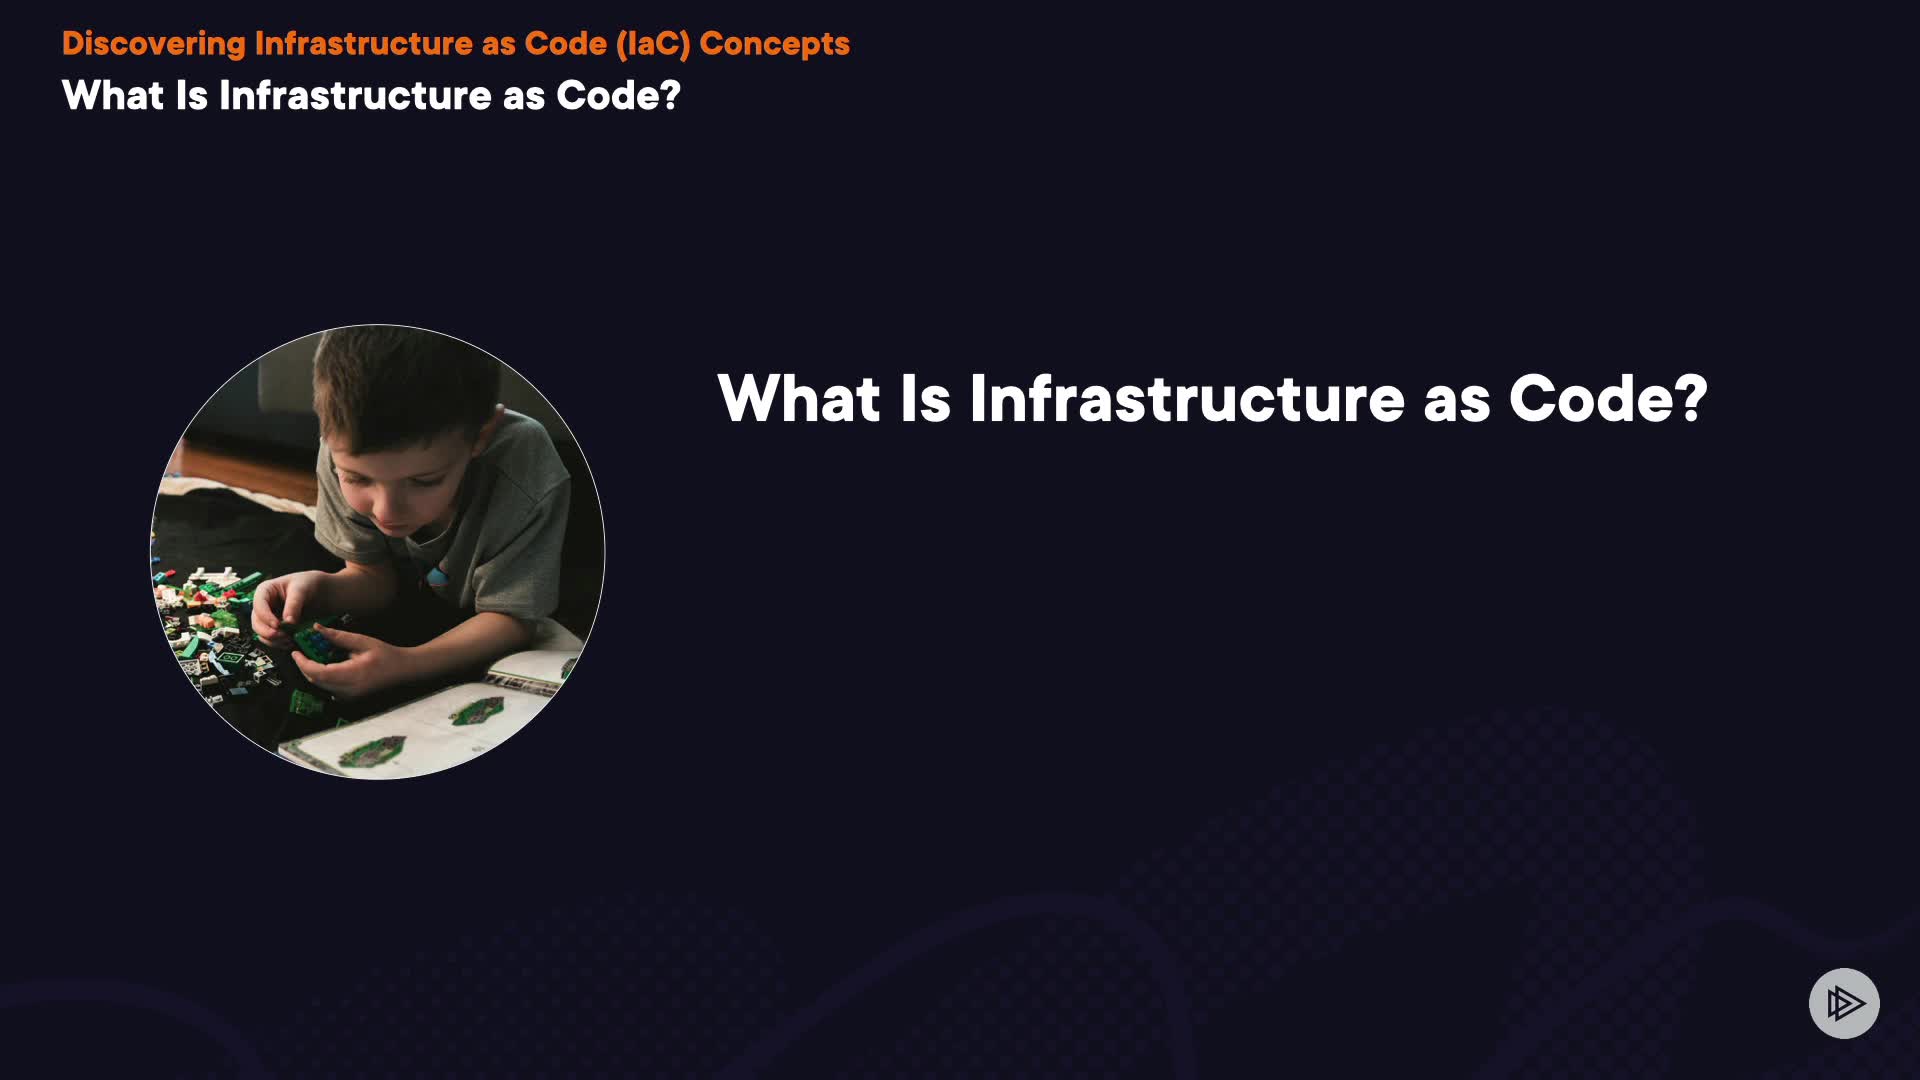 Discovering Infrastructure as Code (IaC) Concepts
What Is Infrastructure as Code?
What Is Infrastructure as Code?